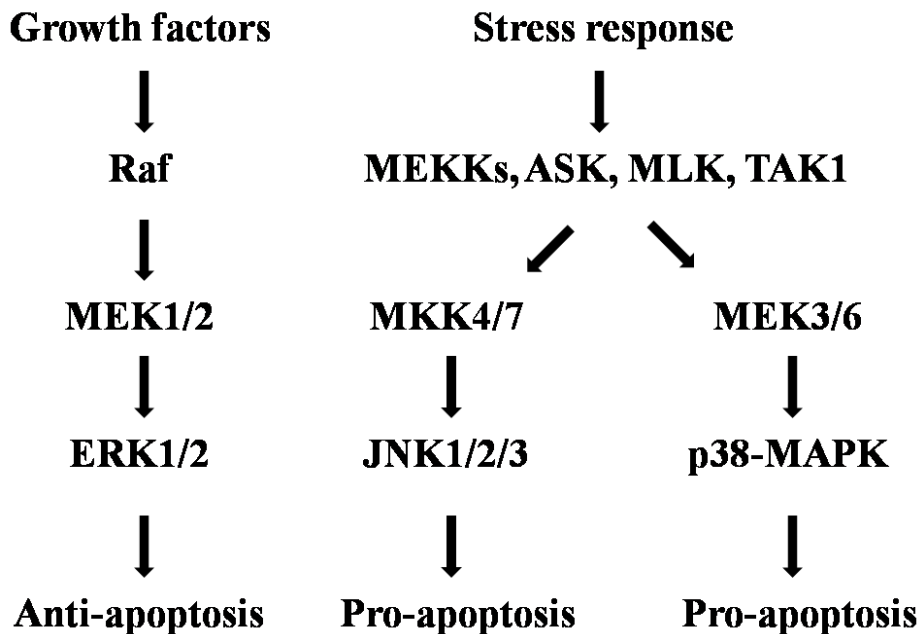 Growth factors Stress response
Raf MEKKs, ASK, MLK, TAK1
MEK1/2 MKK4/7 MEK3/6
ERK1/2 JNK1/2/3 p38-MAPK
Anti-apoptosis Pro-apoptosis Pro-apoptosis